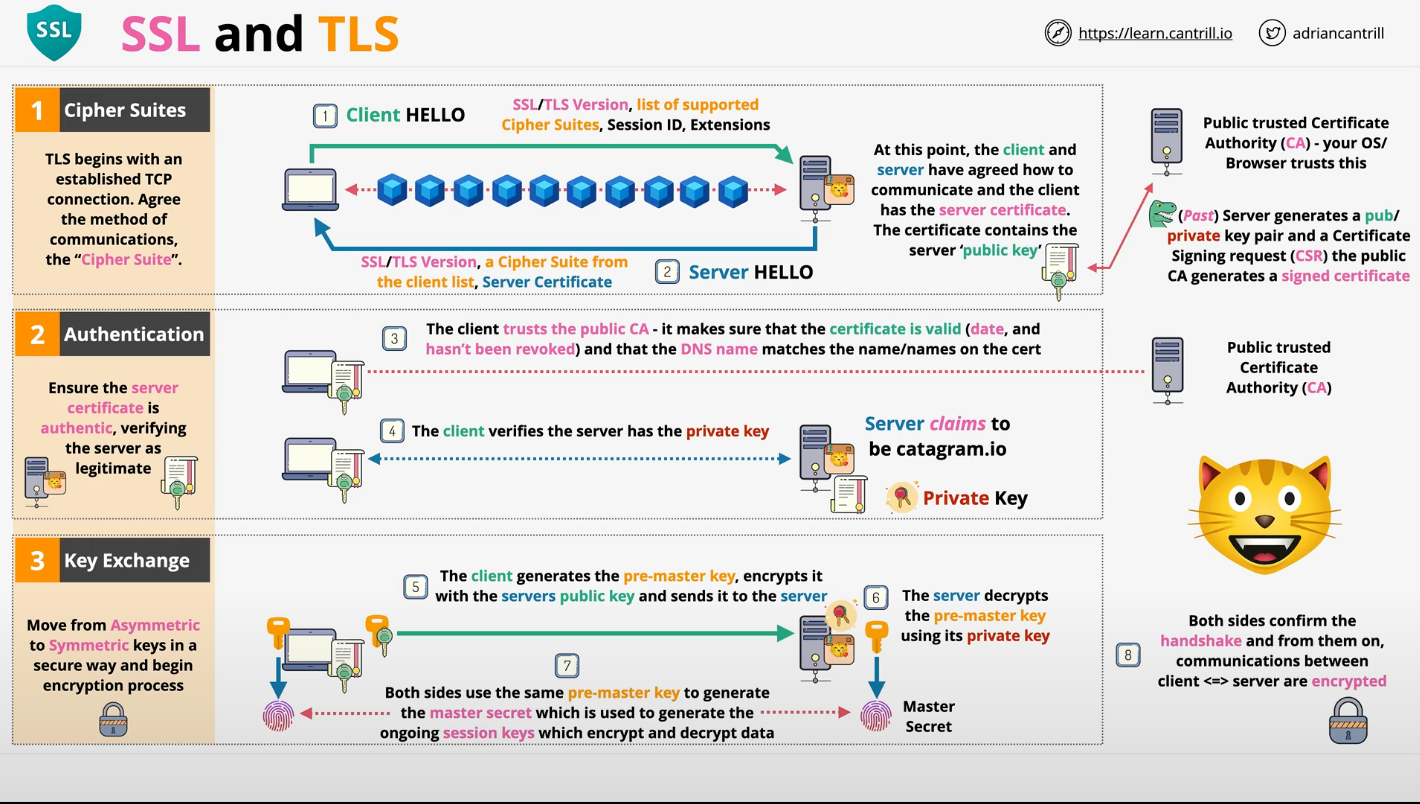 SSL
SSL and TLS
https://learn.cantrill.io
adriancantrill
1 Cipher Suites
TLS begins with an
established TCP
connection. Agree
the method of
communications,
the “Cipher Suite”.
1 Client HELLO
SSL/TLS Version, list of supported
Cipher Suites, Session ID, Extensions
SSL/TLS Version, a Cipher Suite from
the client list, Server Certificate
2 Server HELLO
At this point, the client and
server have agreed how to
communicate and the client
has the server certificate.
The certificate contains the
server ‘public key’
Public trusted Certificate
Authority (CA) - your OS/
Browser trusts this
(Past) Server generates a pub/
private key pair and a Certificate
Signing request (CSR) the public
CA generates a signed certificate
2 Authentication
Ensure the server
certificate is
authentic, verifying
the server as
legitimate
3
The client trusts the public CA - it makes sure that the certificate is valid (date, and
hasn’t been revoked) and that the DNS name matches the name/names on the cert
Public trusted
Certificate
Authority (CA)
4 The client verifies the server has the private key
Server claims to
be catagram.io
Private Key
3 Key Exchange
Move from Asymmetric
to Symmetric keys in a
secure way and begin
encryption process
5
The client generates the pre-master key, encrypts it
with the servers public key and sends it to the server
6
The server decrypts
the pre-master key
using its private key
7
Both sides use the same pre-master key to generate
the master secret which is used to generate the
ongoing session keys which encrypt and decrypt data
Master
Secret
8
Both sides confirm the
handshake and from them on,
communications between
client <=> server are encrypted